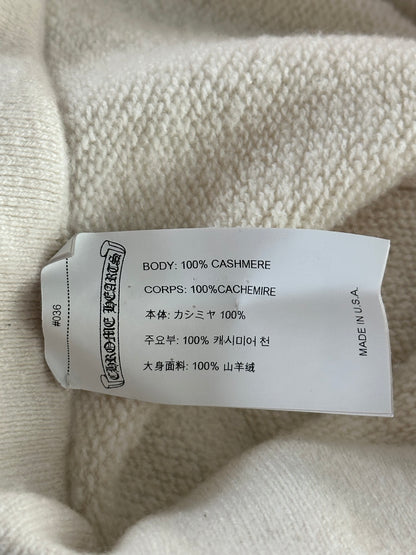 CHROME HEARTS
#036
BODY: 100% CASHMERE
CORPS: 100%CACHEMIRE
本体: カシミヤ 100%
주요부: 100% 캐시미어 천
大身面料: 100% 山羊绒
MADE IN U.S.A.